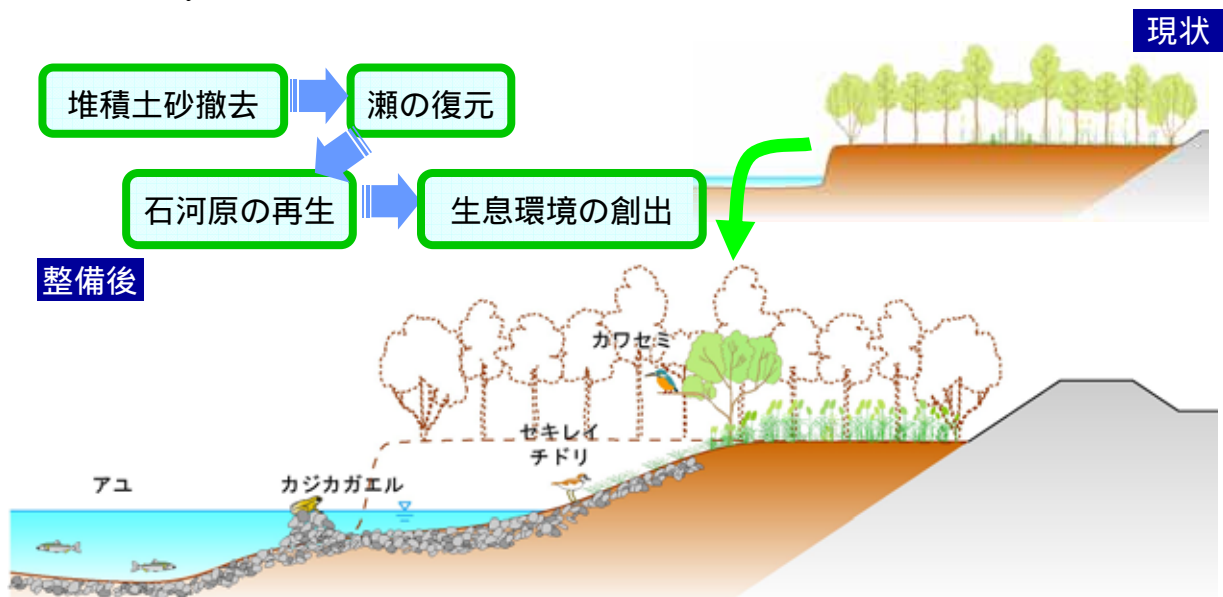 現状
堆積土砂撤去
瀬の復元
石河原の再生
生息環境の創出
整備後
カワセミ
セキレイ
チドリ
アユ
カジカガエル